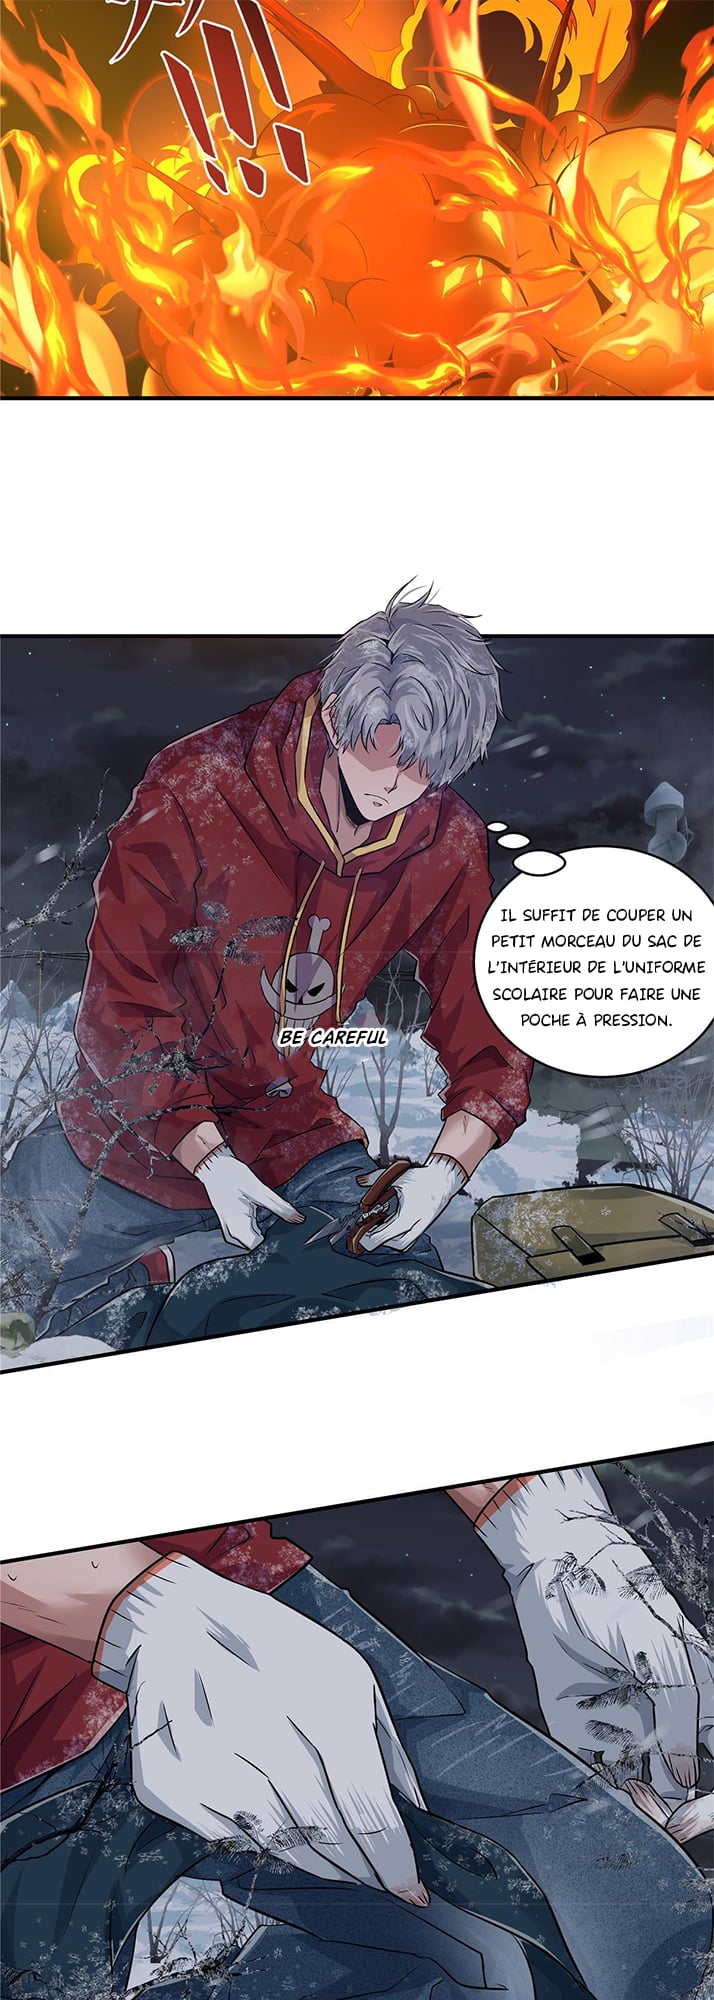 IL SUFFIT DE COUPER UN
PETIT MORCEAU DU SAC DE
L'INTÉRIEUR DE L'UNIFORME
SCOLAIRE POUR FAIRE UNE
POCHE À PRESSION.
BE CAREFUL